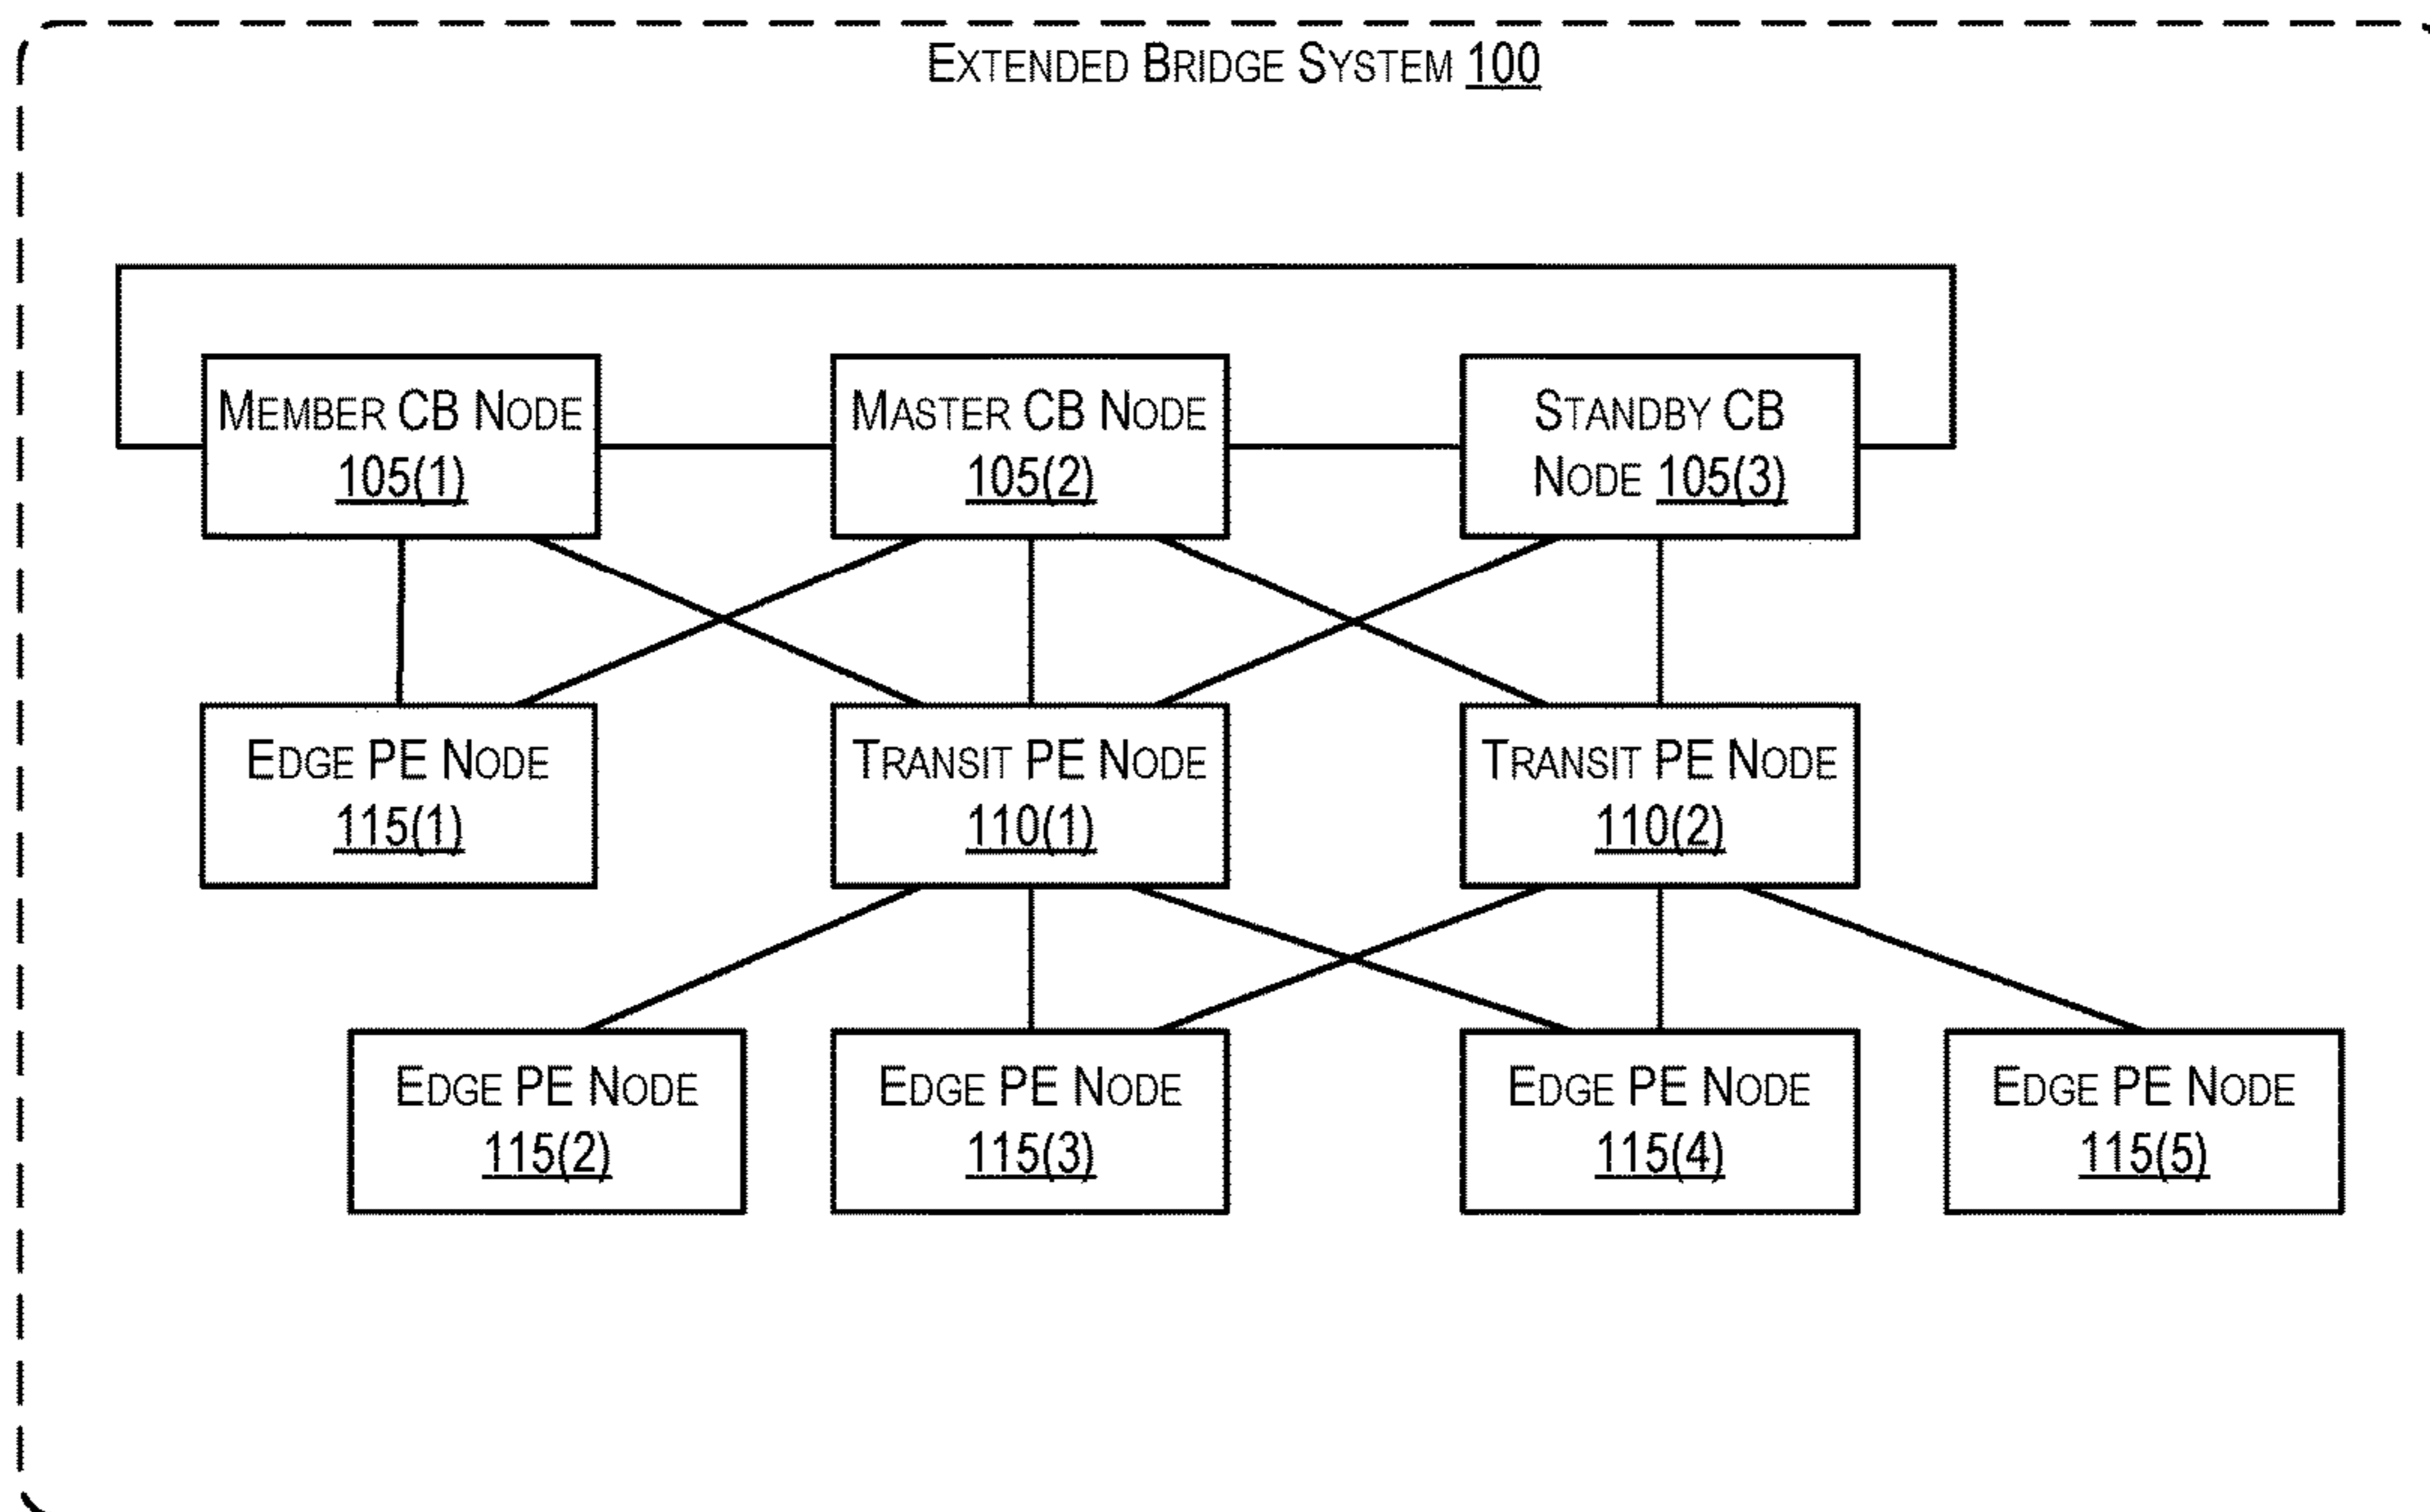 EXTENDED BRIDGE SYSTEM 100
MEMBER CB NODE
105(1)
MASTER CB NODE
105(2)
STANDBY CB
NODE 105(3)
EDGE PE NODE
115(1)
TRANSIT PE NODE
110(1)
TRANSIT PE NODE
110(2)
EDGE PE NODE
115(2)
EDGE PE NODE
115(3)
EDGE PE NODE
115(4)
EDGE PE NODE
115(5)